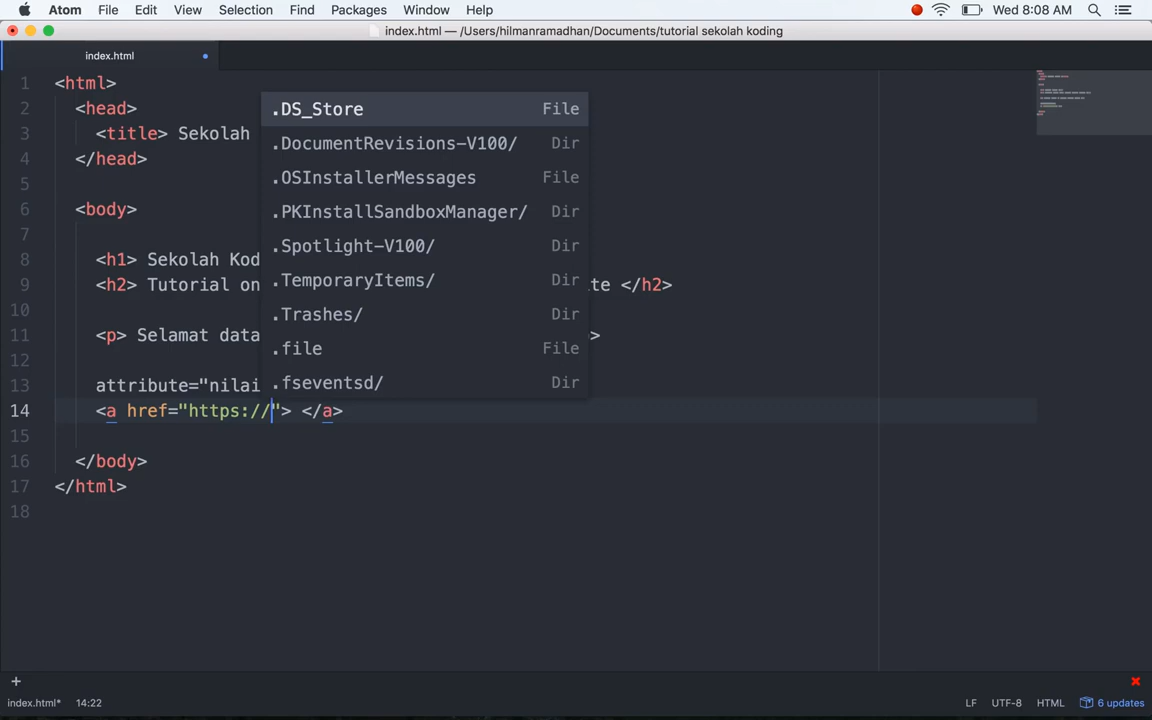 Atom File Edit View Selection Find Packages Window Help Wed 8:08 AM
index.html — /Users/hilmanramadhan/Documents/tutorial sekolah koding
index.html
1 <html>
2 <head>
3 <title> Sekolah
4 </head>
5
6 <body>
7
8 <h1> Sekolah Kod
9 <h2> Tutorial on te </h2>
10
11 <p> Selamat data >
12
13 attribute="nilai
14 <a href="https://"> </a>
15
16 </body>
17 </html>
18
.DS_Store File
.DocumentRevisions-V100/ Dir
.OSInstallerMessages File
.PKInstallSandboxManager/ Dir
.Spotlight-V100/ Dir
.TemporaryItems/ Dir
.Trashes/ Dir
.file File
.fseventsd/ Dir
+
index.html* 14:22 LF UTF-8 HTML 6 updates